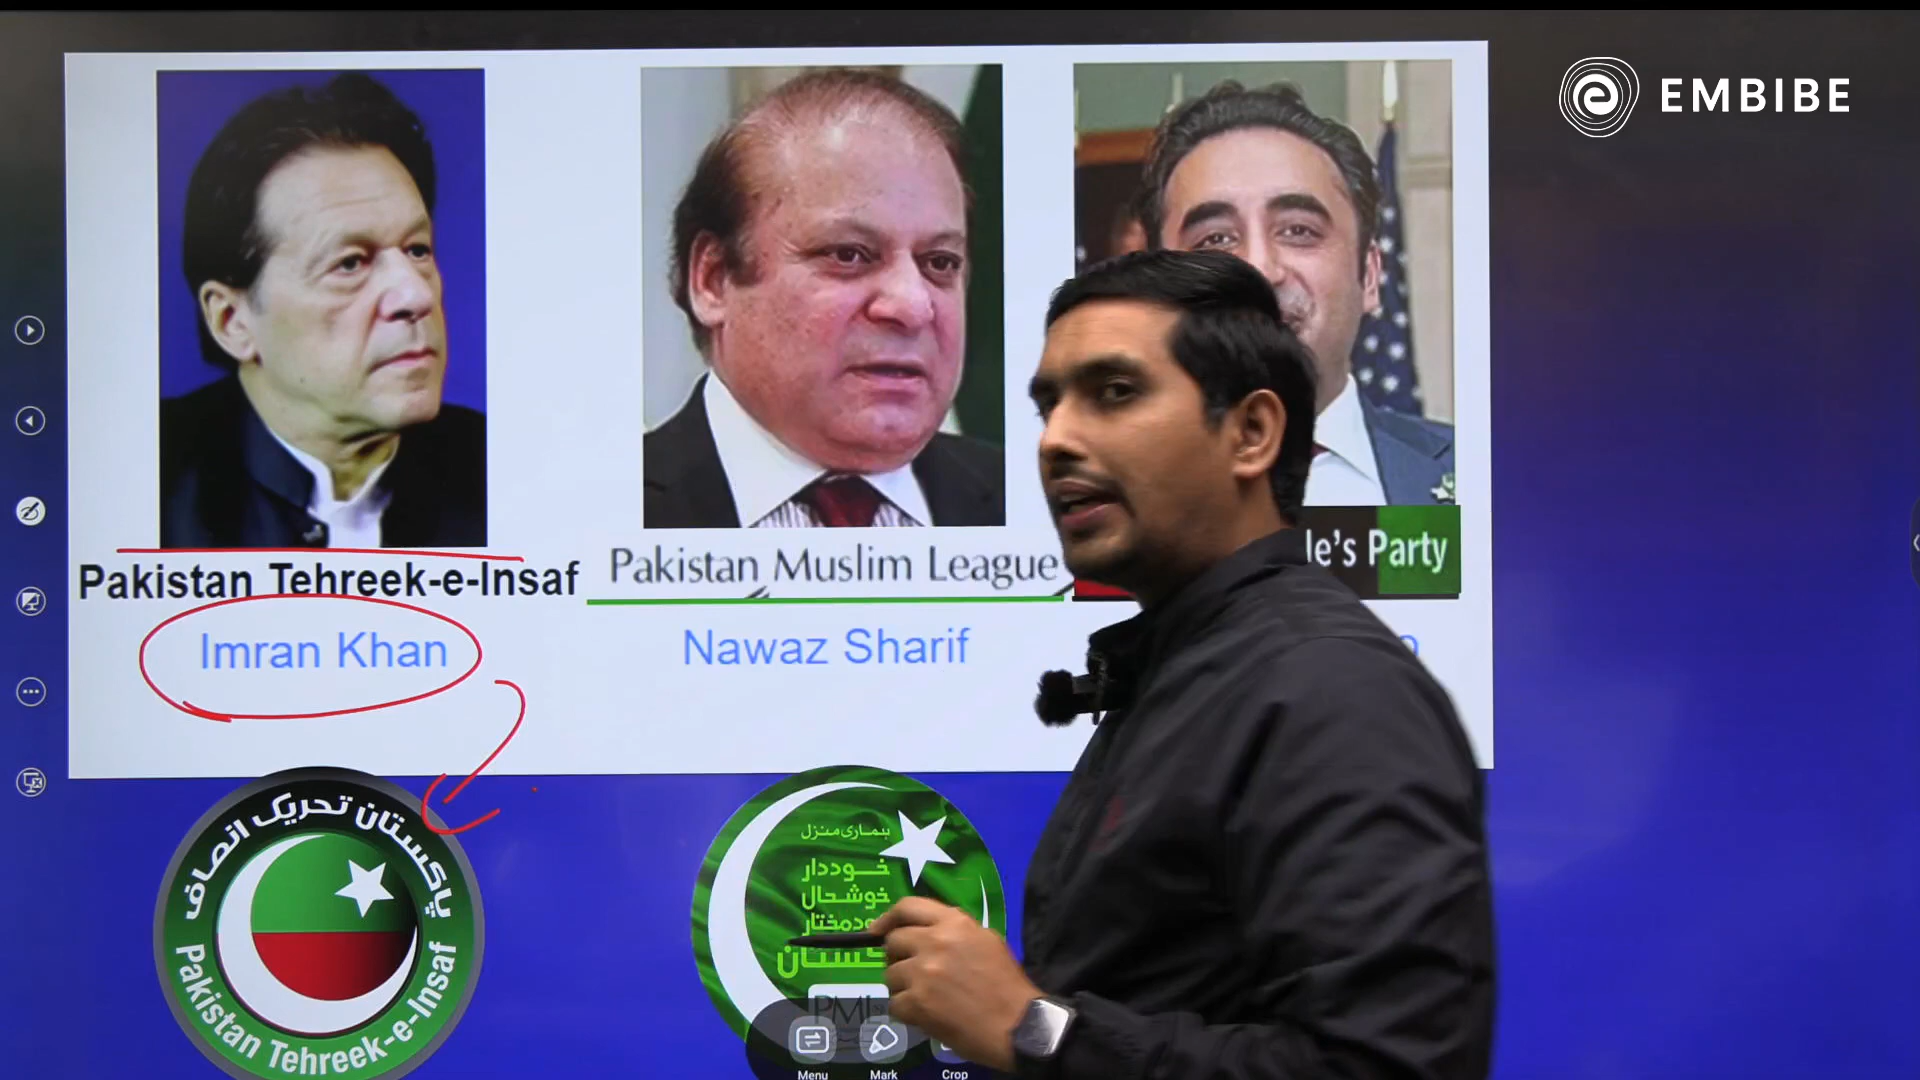 EMBIBE
Pakistan Tehreek-e-Insaf
Pakistan Muslim League
le's Party
Imran Khan
Nawaz Sharif
o
پاکستان تحریک انصاف
Pakistan Tehreek-e-Insaf
ہماری منزل
خوددار
خوشحال
PML
Menu
Mark
Crop